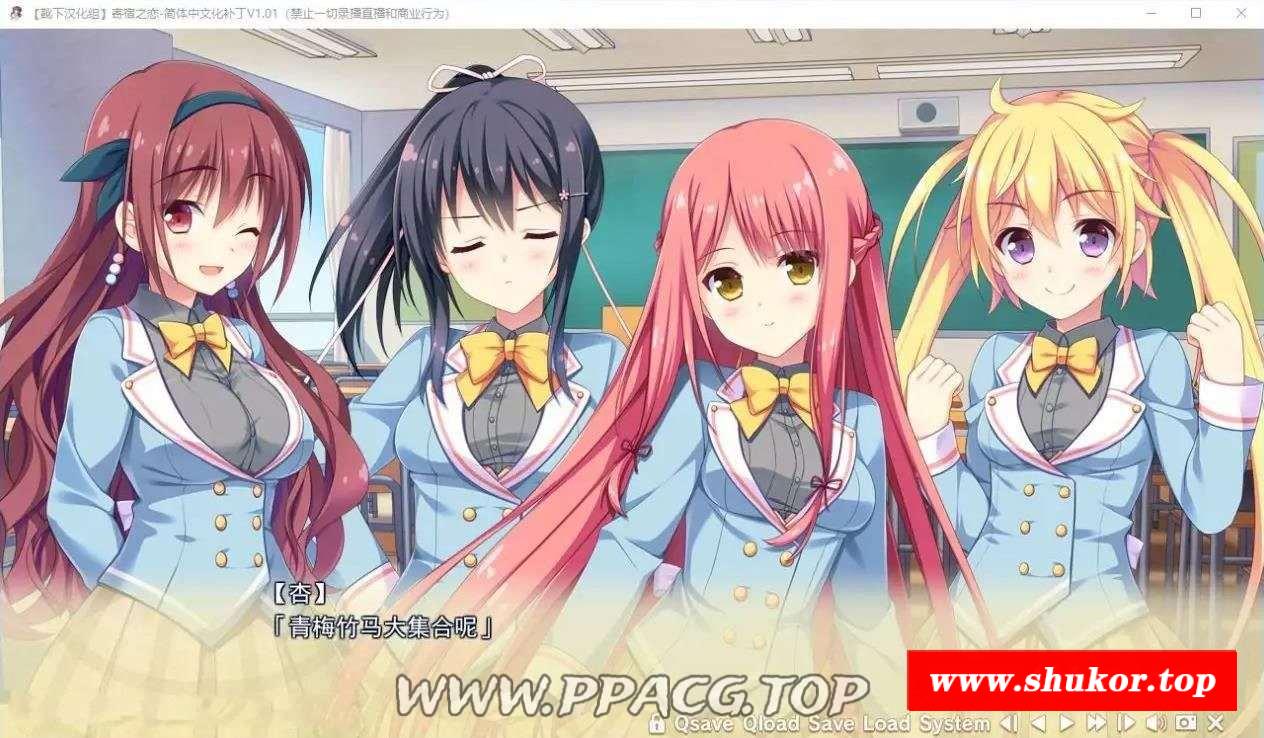 【靴下汉化组】寄宿之恋-简体中文化补丁V1.01（禁止一切录播直播和商业行为）
【杏】
「青梅竹马大集合呢」
WWW.PPACG.TOP
www.shukor.top
Qsave Qload Save Load System